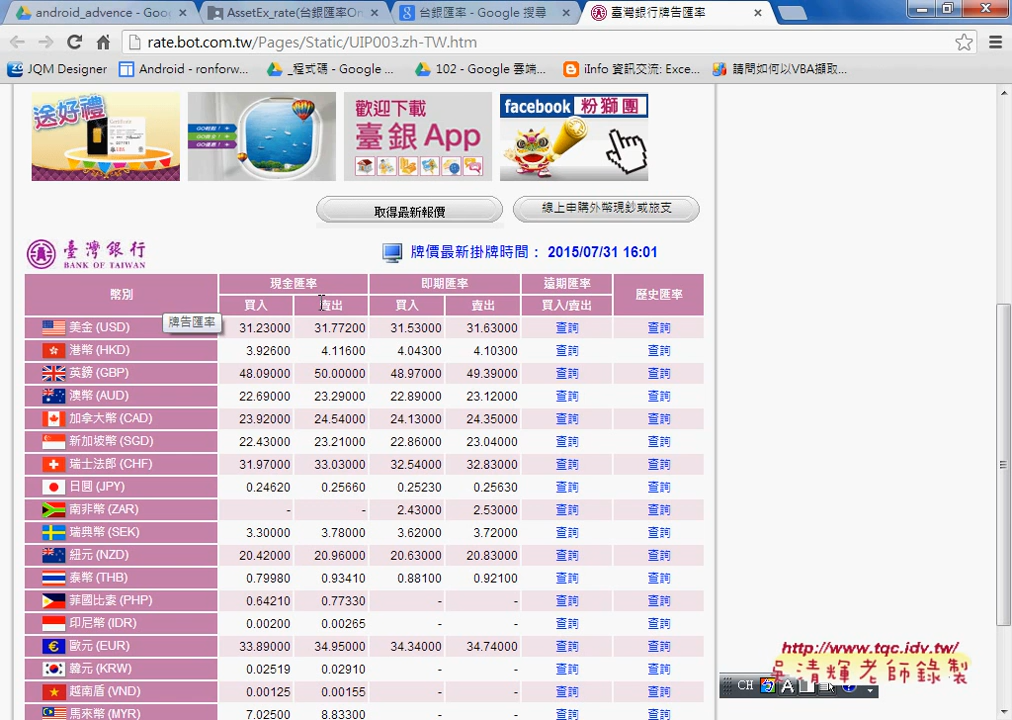 android_advence - Goo
AssetEx_rate(台銀匯率On
台銀匯率 - Google 搜尋
臺灣銀行牌告匯率
rate.bot.com.tw/Pages/Static/UIP003.zh-TW.htm
JQM Designer
Android - ronforw...
_程式碼 - Google ...
102 - Google 雲端...
iInfo 資訊交流: Exce...
請問如何以VBA擷取...
送好禮
歡迎下載
臺銀App
facebook 粉獅團
取得最新報價
線上申購外幣現鈔或旅支
臺灣銀行
BANK OF TAIWAN
牌價最新掛牌時間： 2015/07/31 16:01
幣別 現金匯率 即期匯率 遠期匯率 歷史匯率
買入 賣出 買入 賣出 買入/賣出
牌告匯率
美金 (USD) 31.23000 31.77200 31.53000 31.63000 查詢 查詢
港幣 (HKD) 3.92600 4.11600 4.04300 4.10300 查詢 查詢
英鎊 (GBP) 48.09000 50.00000 48.97000 49.39000 查詢 查詢
澳幣 (AUD) 22.69000 23.29000 22.89000 23.12000 查詢 查詢
加拿大幣 (CAD) 23.92000 24.54000 24.13000 24.35000 查詢 查詢
新加坡幣 (SGD) 22.43000 23.21000 22.86000 23.04000 查詢 查詢
瑞士法郎 (CHF) 31.97000 33.03000 32.54000 32.83000 查詢 查詢
日圓 (JPY) 0.24620 0.25660 0.25230 0.25630 查詢 查詢
南非幣 (ZAR) - - 2.43000 2.53000 查詢 查詢
瑞典幣 (SEK) 3.30000 3.78000 3.62000 3.72000 查詢 查詢
紐元 (NZD) 20.42000 20.96000 20.63000 20.83000 查詢 查詢
泰幣 (THB) 0.79980 0.93410 0.88100 0.92100 查詢 查詢
菲國比索 (PHP) 0.64210 0.77330 - - 查詢 查詢
印尼幣 (IDR) 0.00200 0.00265 - - 查詢 查詢
歐元 (EUR) 33.89000 34.95000 34.34000 34.74000 查詢 查詢
韓元 (KRW) 0.02519 0.02910 - - 查詢 查詢
越南盾 (VND) 0.00125 0.00155 - - 查詢 查詢
馬來幣 (MYR) 7.02500 8.83300 - - 查詢 查詢
http://www.tqc.idv.tw/
吳清輝老師錄製
CH